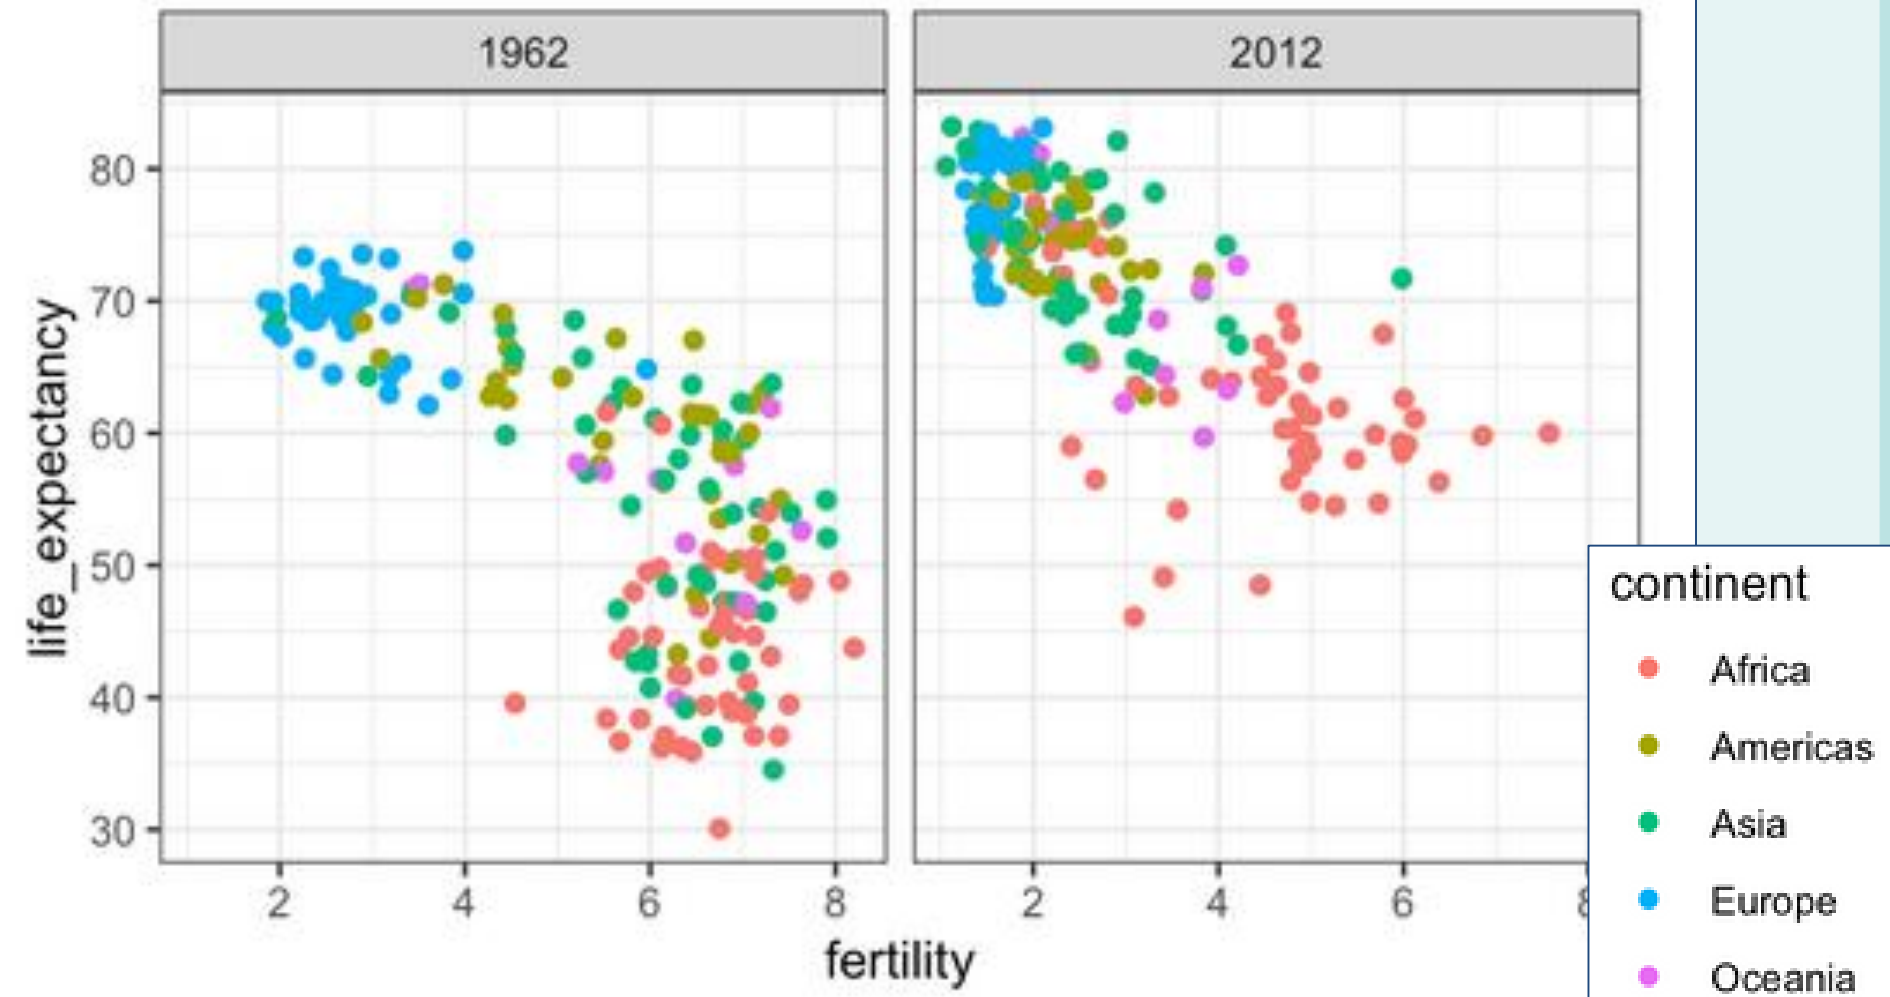 1962
2012
80
70
60
50
40
30
life_expectancy
2 4 6 8
2 4 6
fertility
continent
Africa
Americas
Asia
Europe
Oceania